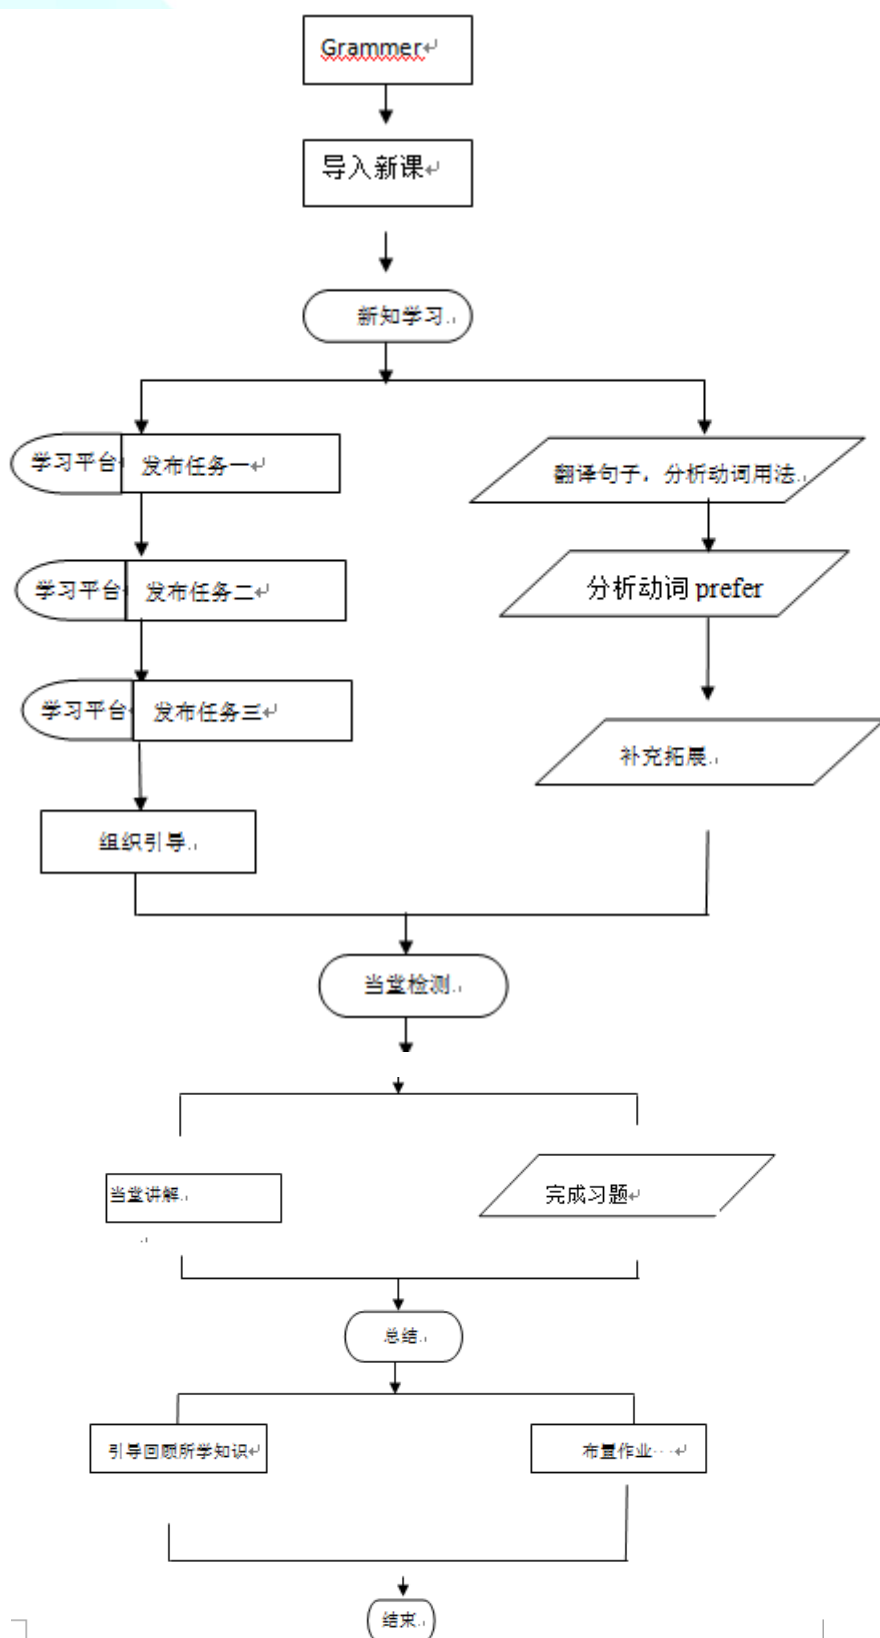 Grammer
导入新课
新知学习
学习平台 发布任务一
翻译句子，分析动词用法
分析动词 prefer
学习平台 发布任务二
学习平台 发布任务三
补充拓展
组织引导
当堂检测
当堂讲解
完成习题
总结
引导回顾所学知识
布置作业
结束